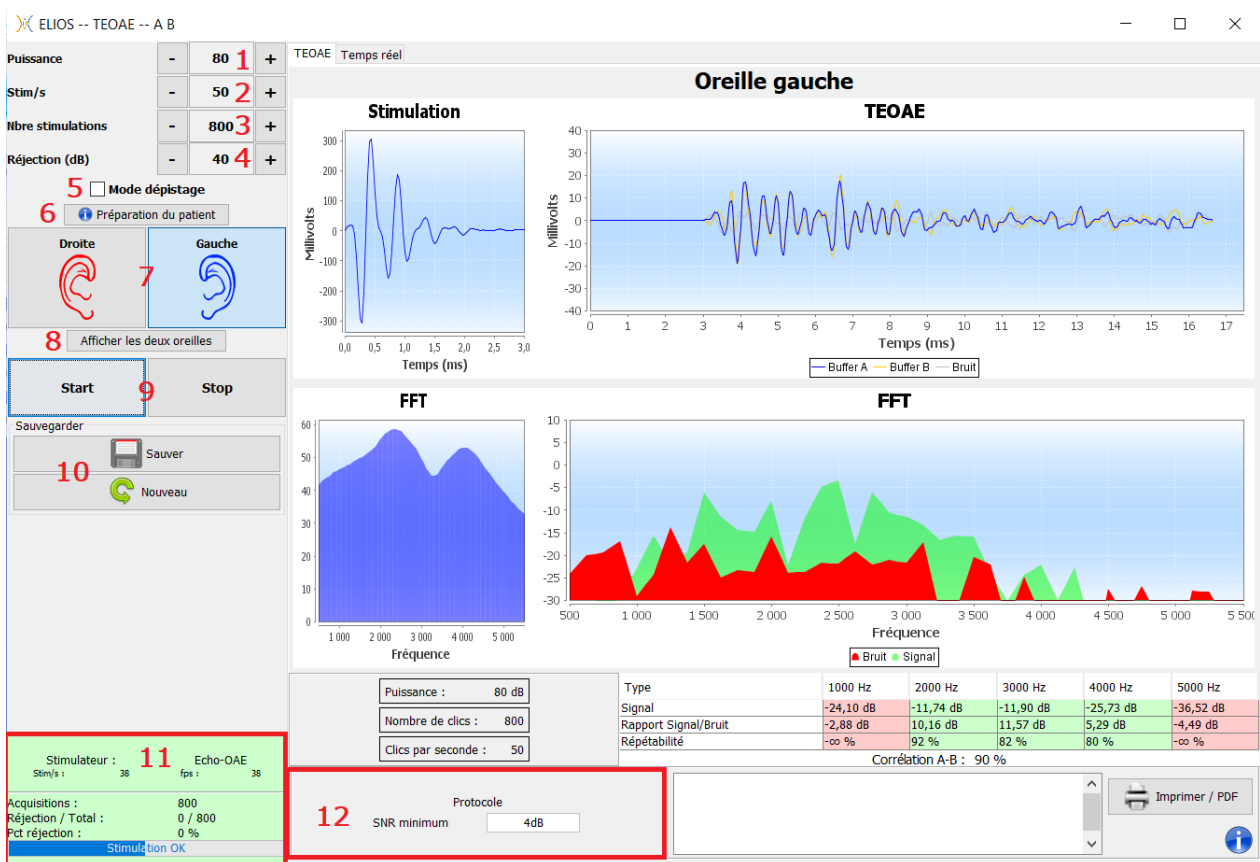 ELIOS -- TEOAE -- A B
Puissance - 80 1 +
Stim/s - 50 2 +
Nbre stimulations - 800 3 +
Réjection (dB) - 40 4 +
5 Mode dépistage
6 Préparation du patient
Droite Gauche
7
8 Afficher les deux oreilles
Start 9 Stop
Sauvegarder
Sauver
10
Nouveau
Stimulateur : 11 Echo-OAE
Stim/s : 38 fps : 38
Acquisitions : 800
Réjection / Total : 0 / 800
Pct réjection : 0 %
Stimulation OK
TEOAE Temps réel
Oreille gauche
Stimulation
300
200
100
0
-100
-200
-300
Millivolts
0,0 0,5 1,0 1,5 2,0 2,5 3,0
Temps (ms)
TEOAE
40
30
20
10
0
-10
-20
-30
-40
Millivolts
0 1 2 3 4 5 6 7 8 9 10 11 12 13 14 15 16 17
Temps (ms)
Buffer A Buffer B Bruit
FFT
60
50
40
30
20
10
0
1 000 2 000 3 000 4 000 5 000
Fréquence
FFT
10
5
0
-5
-10
-15
-20
-25
-30
500 1 000 1 500 2 000 2 500 3 000 3 500 4 000 4 500 5 000 5 500
Fréquence
Bruit Signal
Puissance : 80 dB
Nombre de clics : 800
Clics par seconde : 50
Type 1000 Hz 2000 Hz 3000 Hz 4000 Hz 5000 Hz
Signal -24,10 dB -11,74 dB -11,90 dB -25,73 dB -36,52 dB
Rapport Signal/Bruit -2,88 dB 10,16 dB 11,57 dB 5,29 dB -4,49 dB
Répétabilité -∞ % 92 % 82 % 80 % -∞ %
Corrélation A-B : 90 %
Protocole
12 SNR minimum 4dB
Imprimer / PDF